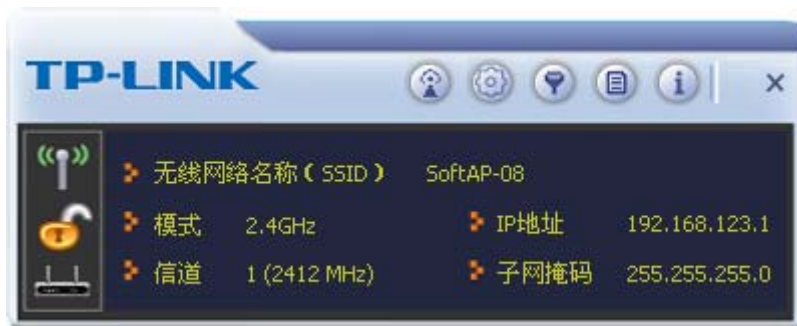 TP-LINK
无线网络名称（SSID） SoftAP-08
模式 2.4GHz IP地址 192.168.123.1
信道 1 (2412 MHz) 子网掩码 255.255.255.0